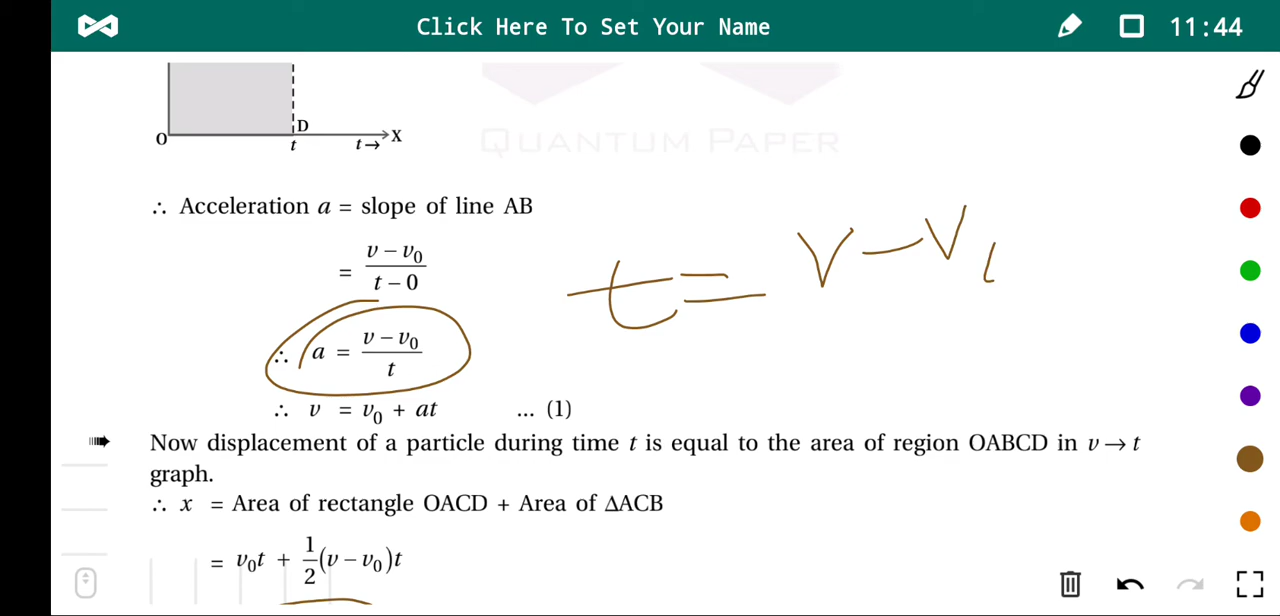 Click Here To Set Your Name 11:44
QUANTUM PAPER
O D X
t t→
∴ Acceleration a = slope of line AB
= (v − v₀)/(t − 0)
t = v − v
∴ a = (v − v₀)/t
∴ v = v₀ + at ... (1)
➠ Now displacement of a particle during time t is equal to the area of region OABCD in v → t
graph.
∴ x = Area of rectangle OACD + Area of ΔACB
= v₀t + 1/2(v − v₀)t